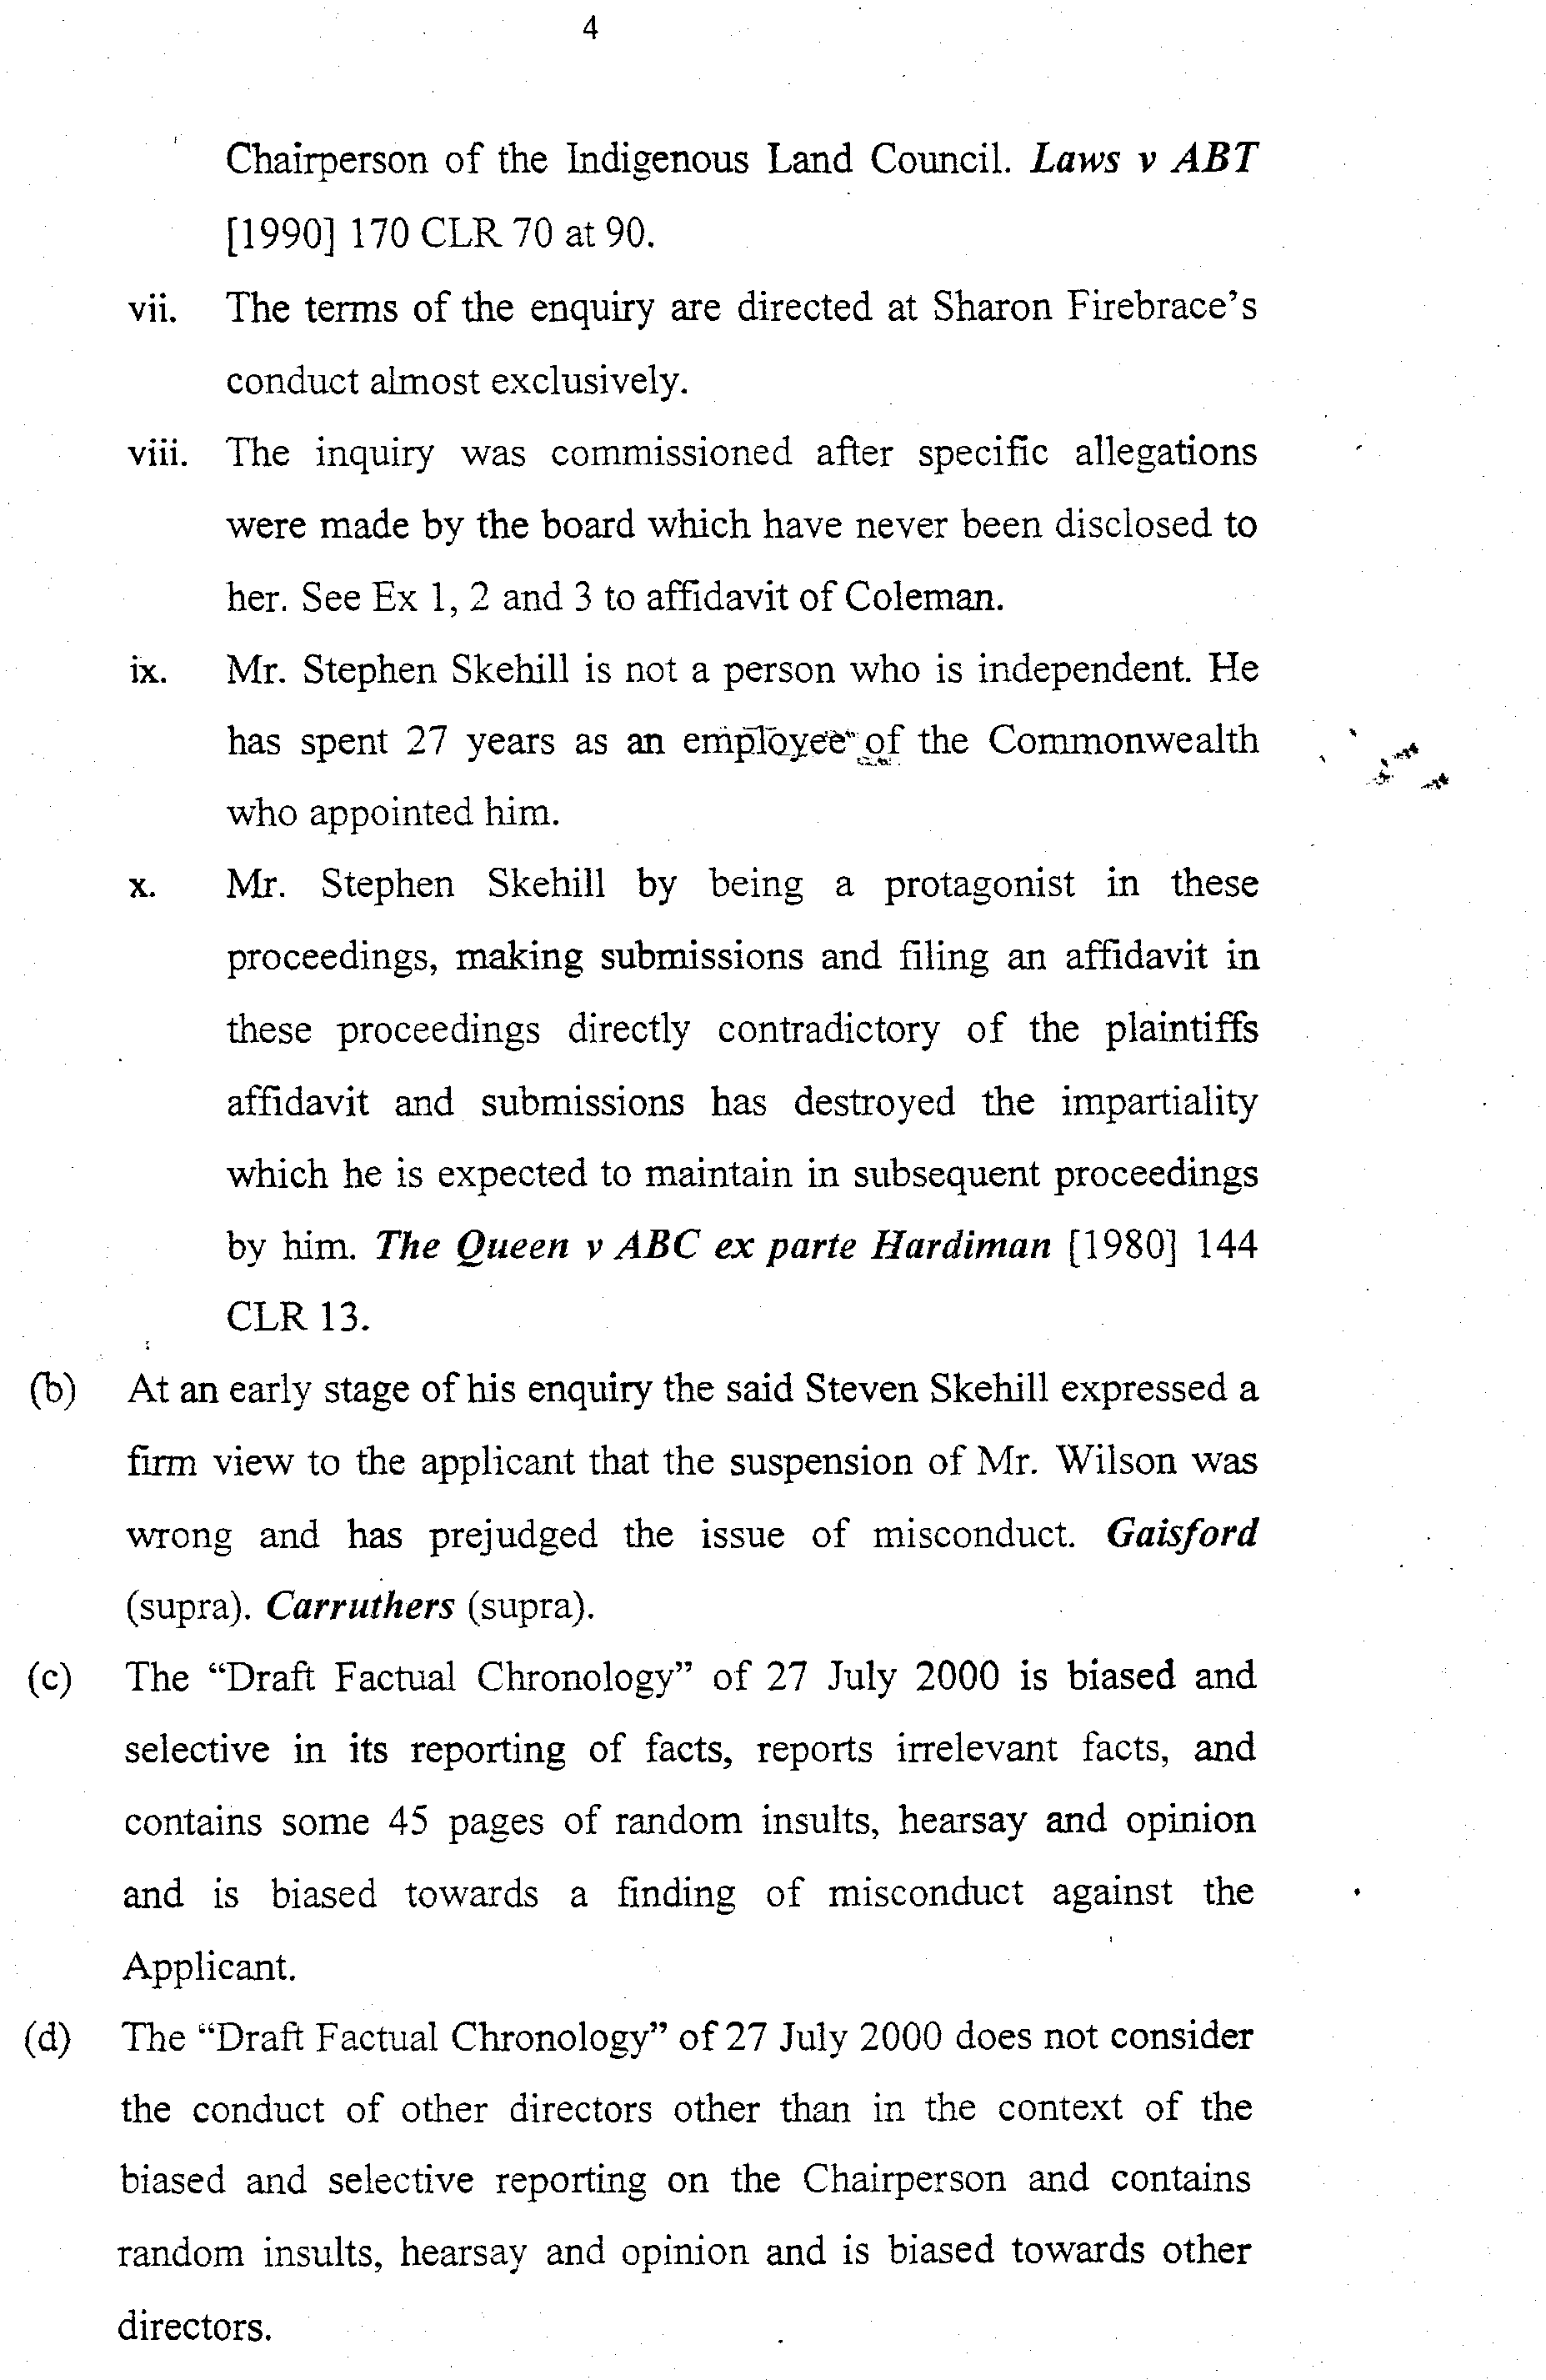 4
Chairperson of the Indigenous Land Council. Laws v ABT
[1990] 170 CLR 70 at 90.
vii. The terms of the enquiry are directed at Sharon Firebrace's
conduct almost exclusively.
viii. The inquiry was commissioned after specific allegations
were made by the board which have never been disclosed to
her. See Ex 1, 2 and 3 to affidavit of Coleman.
ix. Mr. Stephen Skehill is not a person who is independent. He
has spent 27 years as an employee of the Commonwealth
who appointed him.
x. Mr. Stephen Skehill by being a protagonist in these
proceedings, making submissions and filing an affidavit in
these proceedings directly contradictory of the plaintiffs
affidavit and submissions has destroyed the impartiality
which he is expected to maintain in subsequent proceedings
by him. The Queen v ABC ex parte Hardiman [1980] 144
CLR 13.
(b) At an early stage of his enquiry the said Steven Skehill expressed a
firm view to the applicant that the suspension of Mr. Wilson was
wrong and has prejudged the issue of misconduct. Gaisford
(supra). Carruthers (supra).
(c) The “Draft Factual Chronology” of 27 July 2000 is biased and
selective in its reporting of facts, reports irrelevant facts, and
contains some 45 pages of random insults, hearsay and opinion
and is biased towards a finding of misconduct against the
Applicant.
(d) The “Draft Factual Chronology” of 27 July 2000 does not consider
the conduct of other directors other than in the context of the
biased and selective reporting on the Chairperson and contains
random insults, hearsay and opinion and is biased towards other
directors.